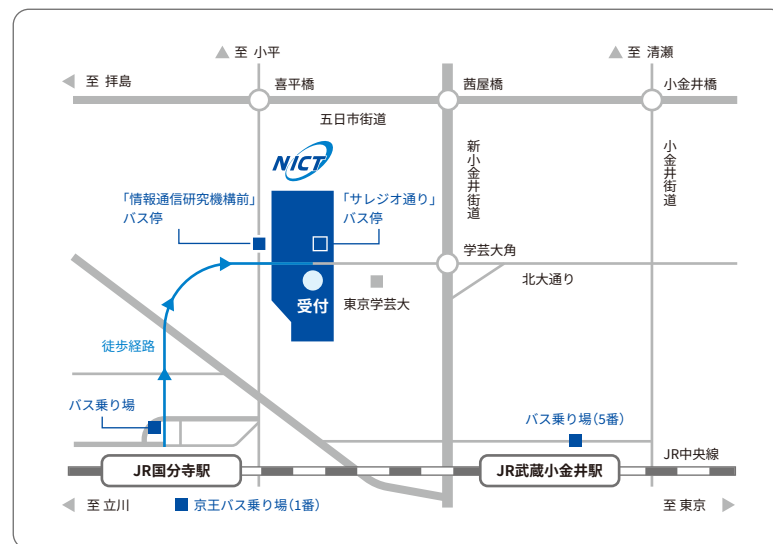 至 小平
至 清瀬
至 拝島
喜平橋
茜屋橋
小金井橋
五日市街道
NICT
新小金井街道
小金井街道
「情報通信研究機構前」
バス停
「サレジオ通り」
バス停
学芸大角
北大通り
受付
東京学芸大
徒歩経路
バス乗り場
バス乗り場(5番)
JR中央線
JR国分寺駅
JR武蔵小金井駅
至 立川
京王バス乗り場(1番)
至 東京